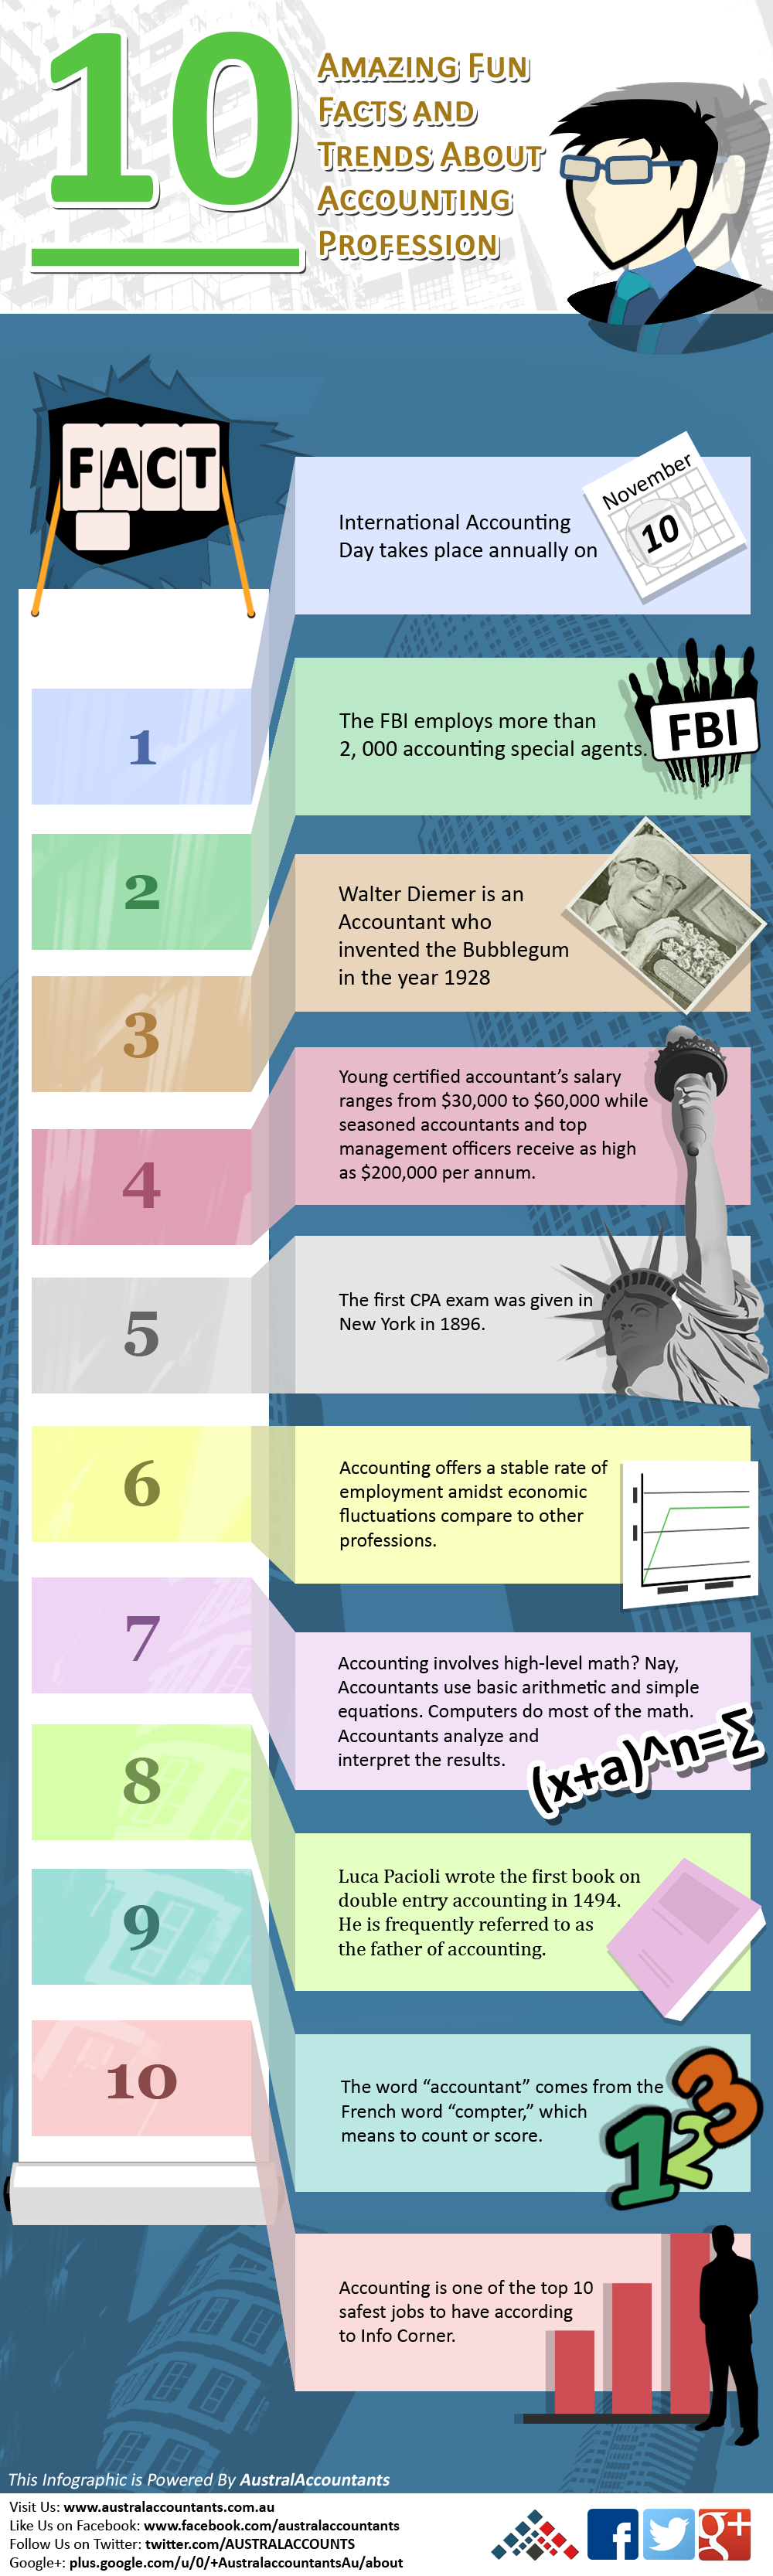 10
Amazing Fun
Facts and
Trends About
Accounting
Profession
FACT
1
International Accounting
Day takes place annually on
November
10
2
The FBI employs more than
2, 000 accounting special agents.
FBI
3
Walter Diemer is an
Accountant who
invented the Bubblegum
in the year 1928
4
Young certified accountant’s salary
ranges from $30,000 to $60,000 while
seasoned accountants and top
management officers receive as high
as $200,000 per annum.
5
The first CPA exam was given in
New York in 1896.
6
Accounting offers a stable rate of
employment amidst economic
fluctuations compare to other
professions.
7
Accounting involves high-level math? Nay,
Accountants use basic arithmetic and simple
equations. Computers do most of the math.
Accountants analyze and
interpret the results.
(x+a)^n=∑
8
Luca Pacioli wrote the first book on
double entry accounting in 1494.
He is frequently referred to as
the father of accounting.
9
The word “accountant” comes from the
French word “compter,” which
means to count or score.
123
10
Accounting is one of the top 10
safest jobs to have according
to Info Corner.
This Infographic is Powered By AustralAccountants
Visit Us: www.australaccountants.com.au
Like Us on Facebook: www.facebook.com/australaccountants
Follow Us on Twitter: twitter.com/AUSTRALACCOUNTS
Google+: plus.google.com/u/0/+AustralaccountantsAu/about
f
g+